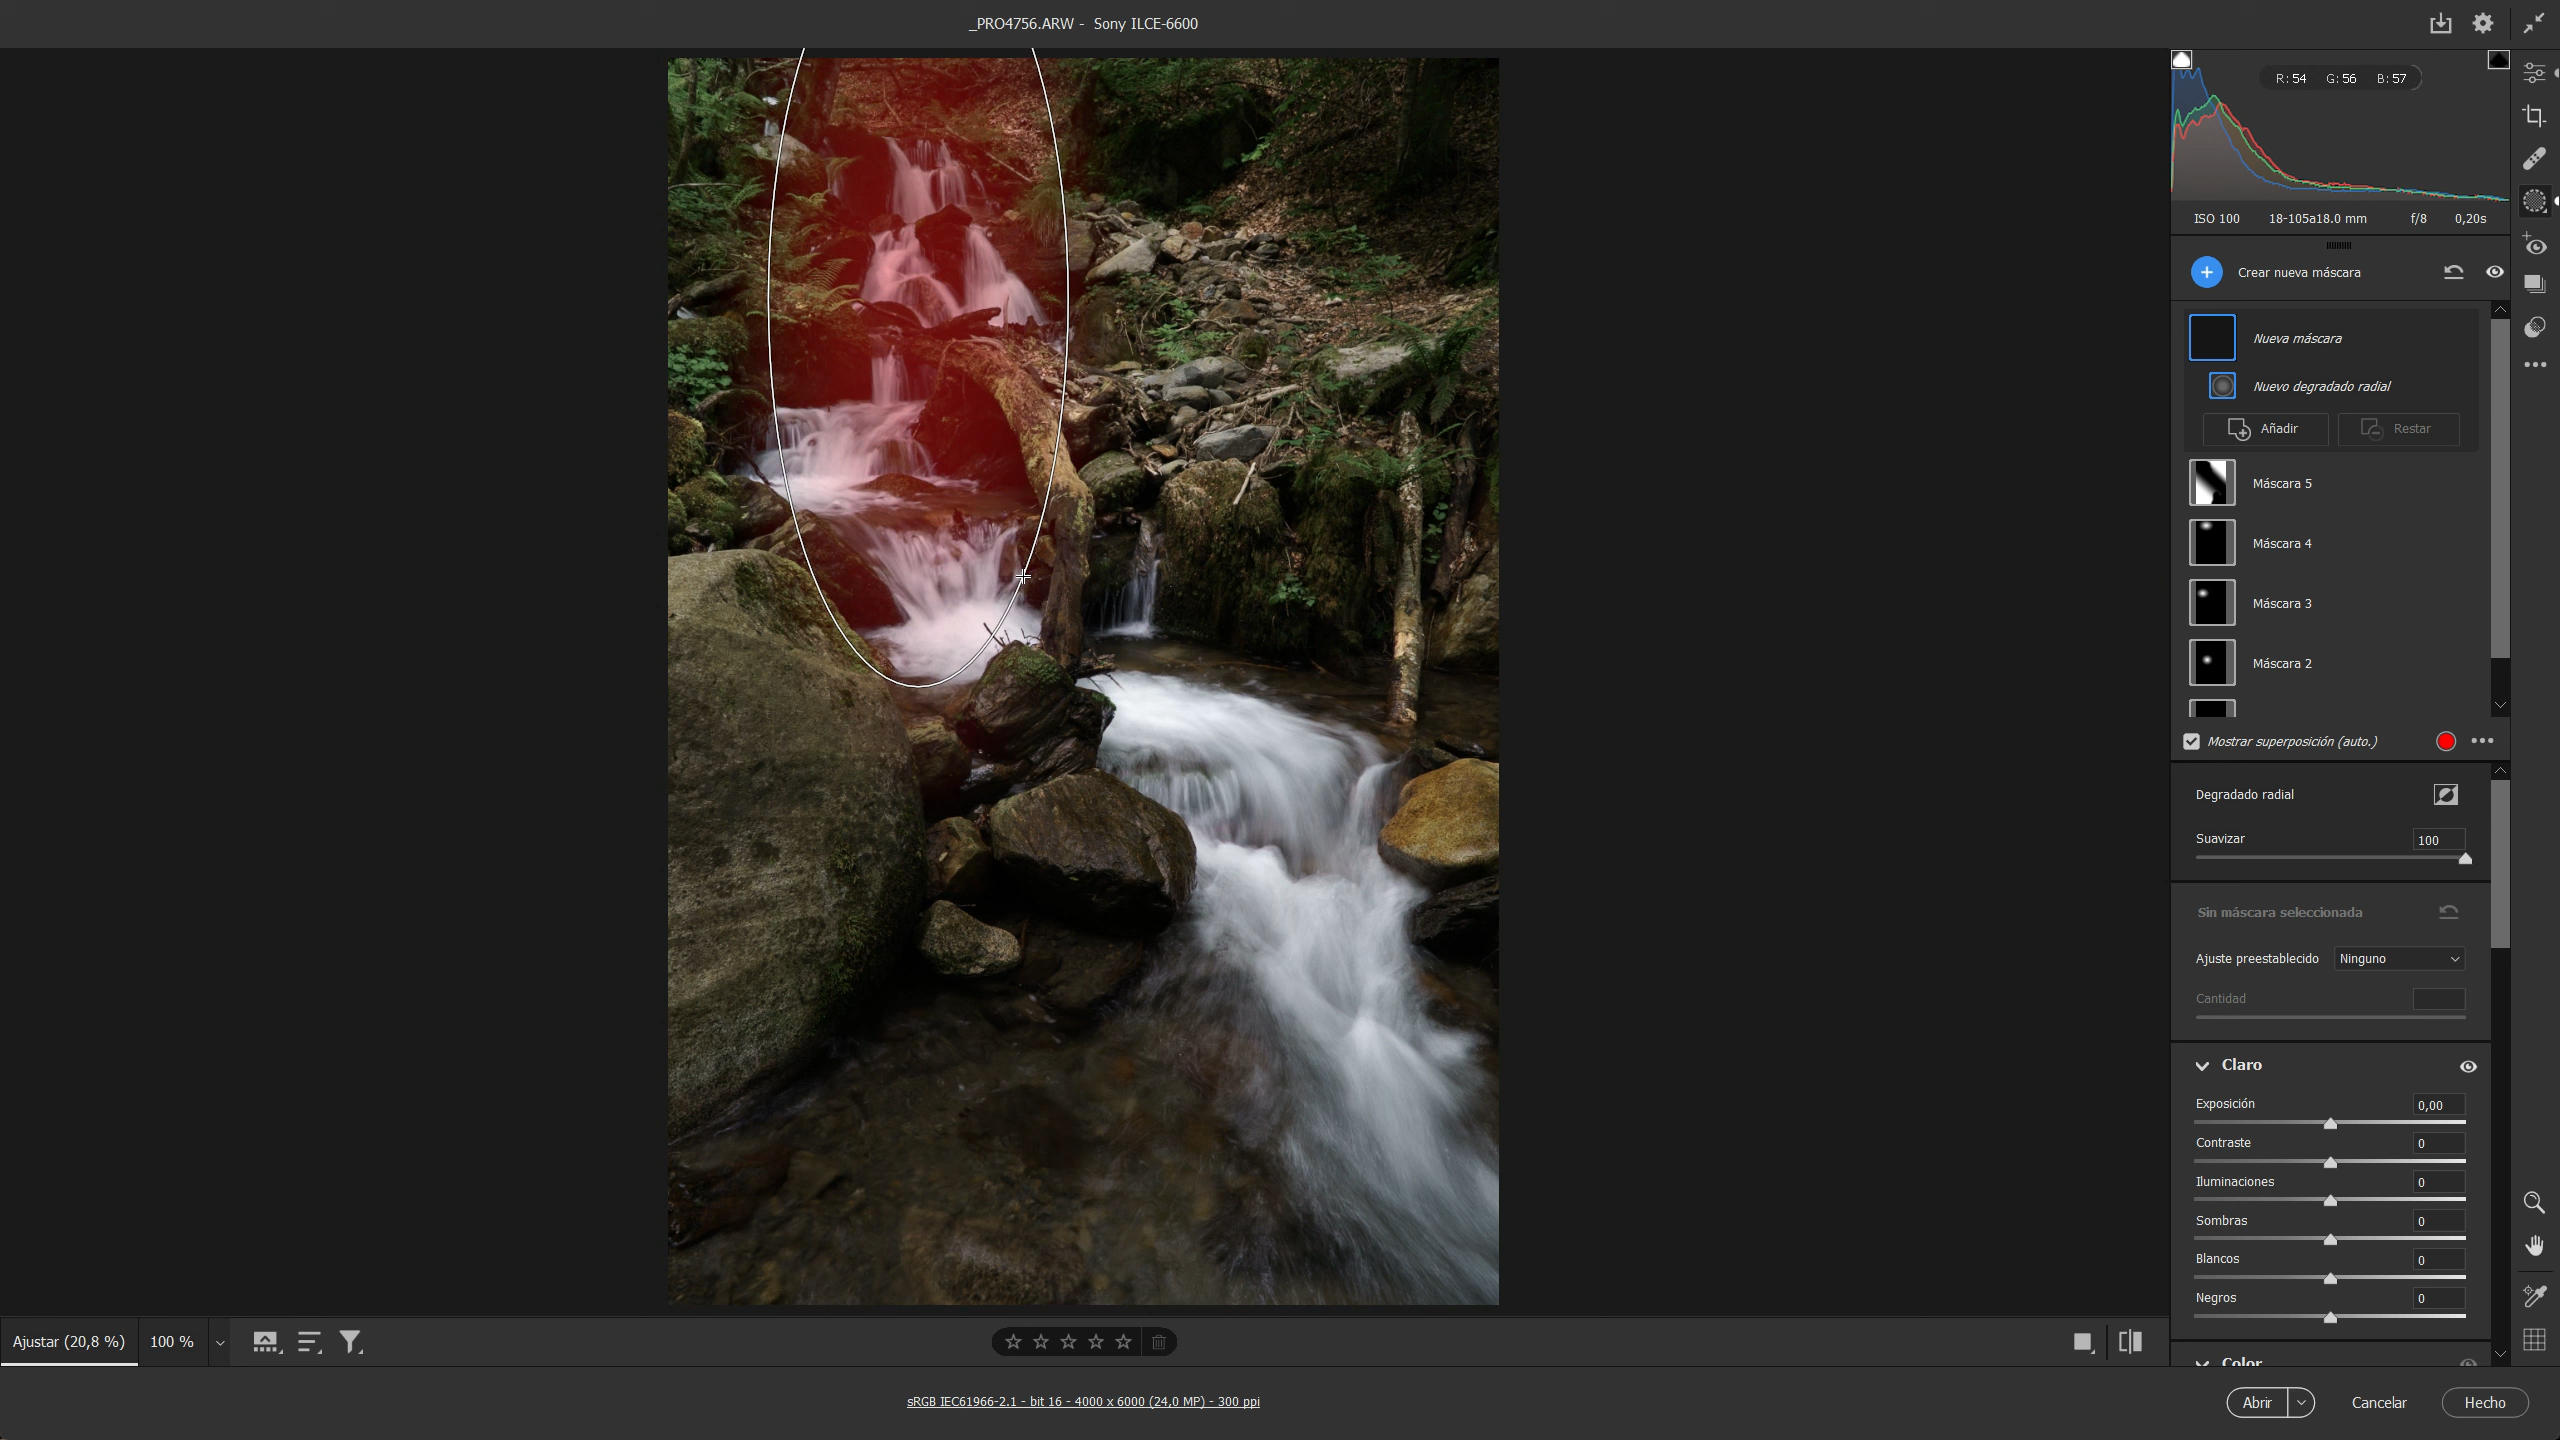 _PRO4756.ARW - Sony ILCE-6600
R: 54 G: 56 B: 57
ISO 100 18-105a18.0 mm f/8 0,20s
Crear nueva máscara
Nueva máscara
Nuevo degradado radial
Añadir Restar
Máscara 5
Máscara 4
Máscara 3
Máscara 2
Mostrar superposición (auto.)
Degradado radial
Suavizar 100
Sin máscara seleccionada
Ajuste preestablecido Ninguno
Cantidad
Claro
Exposición 0,00
Contraste 0
Iluminaciones 0
Sombras 0
Blancos 0
Negros 0
Color
Ajustar (20,8 %) 100 %
sRGB IEC61966-2.1 - bit 16 - 4000 x 6000 (24,0 MP) - 300 ppi
Abrir Cancelar Hecho